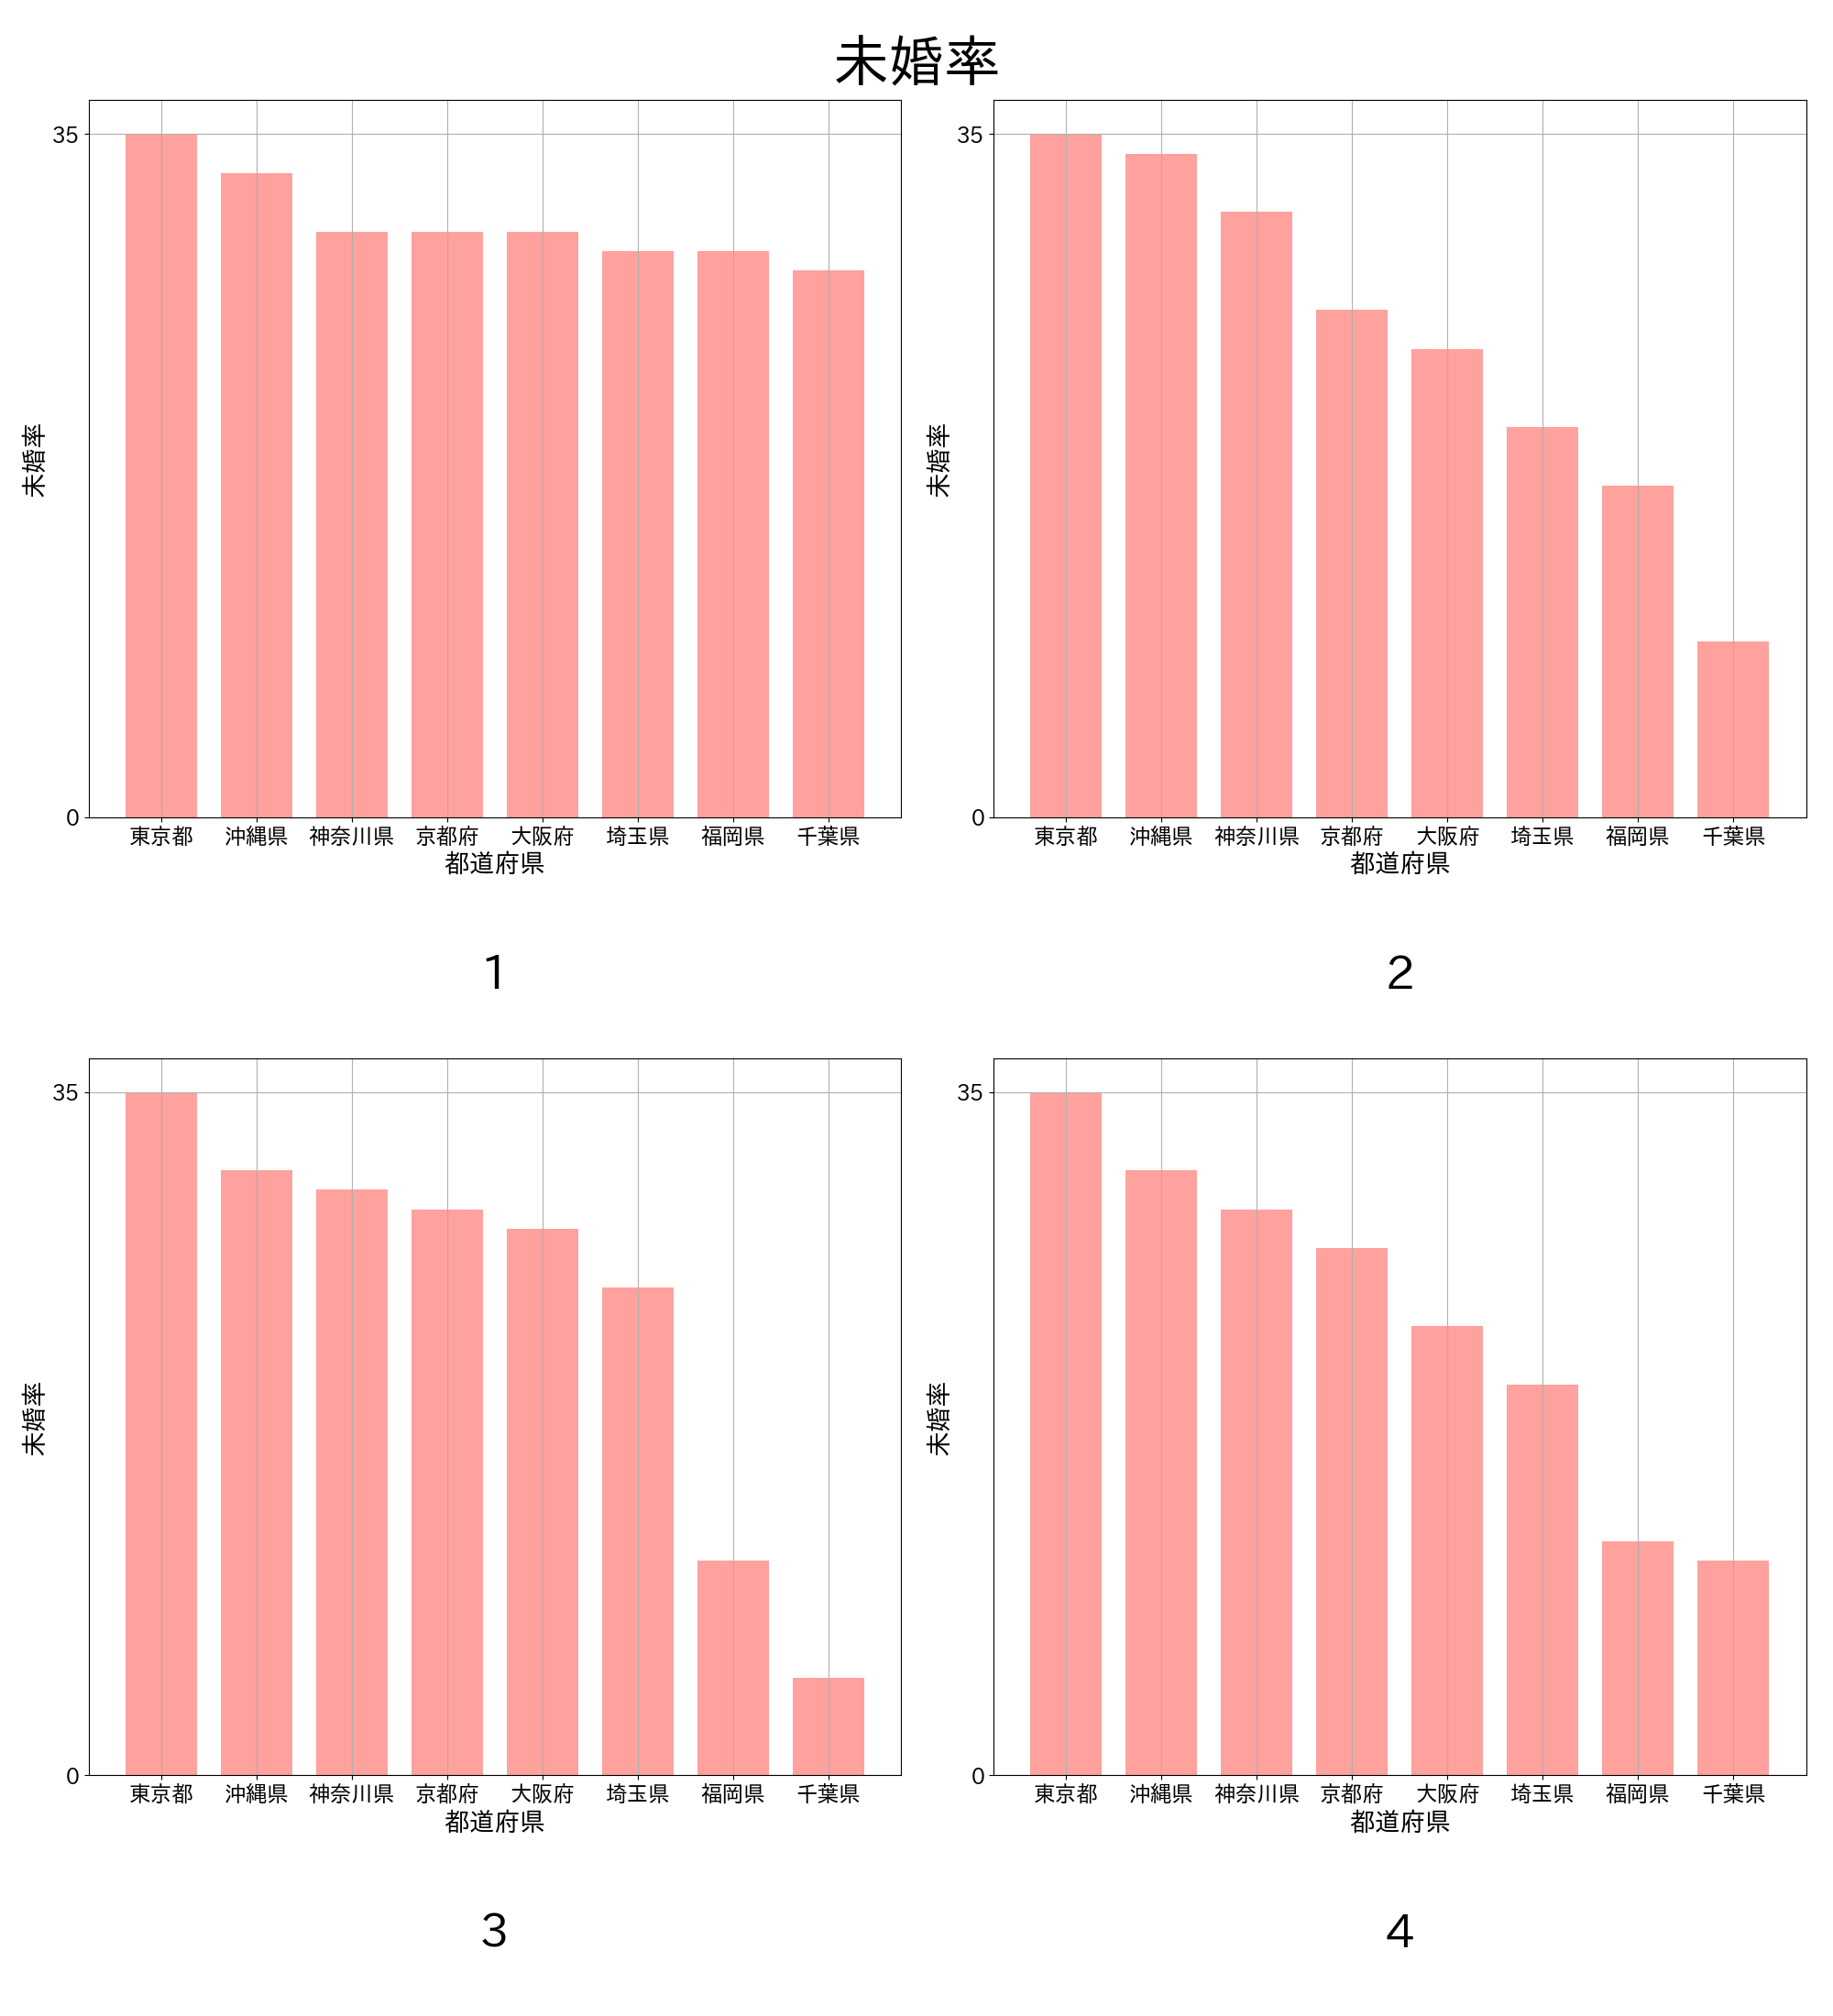 未婚率
35
0
未婚率
東京都 沖縄県 神奈川県 京都府 大阪府 埼玉県 福岡県 千葉県
都道府県
1
35
0
未婚率
東京都 沖縄県 神奈川県 京都府 大阪府 埼玉県 福岡県 千葉県
都道府県
2
35
0
未婚率
東京都 沖縄県 神奈川県 京都府 大阪府 埼玉県 福岡県 千葉県
都道府県
3
35
0
未婚率
東京都 沖縄県 神奈川県 京都府 大阪府 埼玉県 福岡県 千葉県
都道府県
4